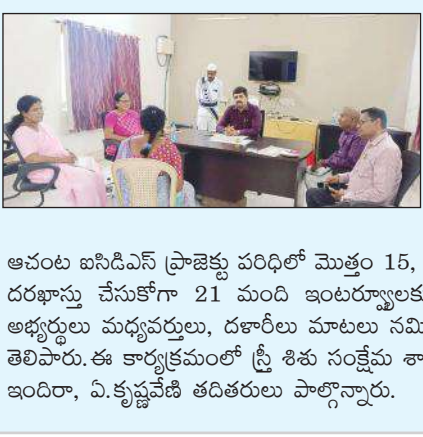 ఆచంట ఐసిడిఎస్ ప్రాజెక్టు పరిధిలో మొత్తం 15,
దరఖాస్తు చేసుకోగా 21 మంది ఇంటర్వ్యూలకు
అభ్యర్థులు మధ్యవర్తులు, దళారీలు మాటలు నమి
తెలిపారు.ఈ కార్యక్రమంలో స్త్రీ శిశు సంక్షేమ శా
ఇందిరా, ఏ.కృష్ణవేణి తదితరులు పాల్గొన్నారు.